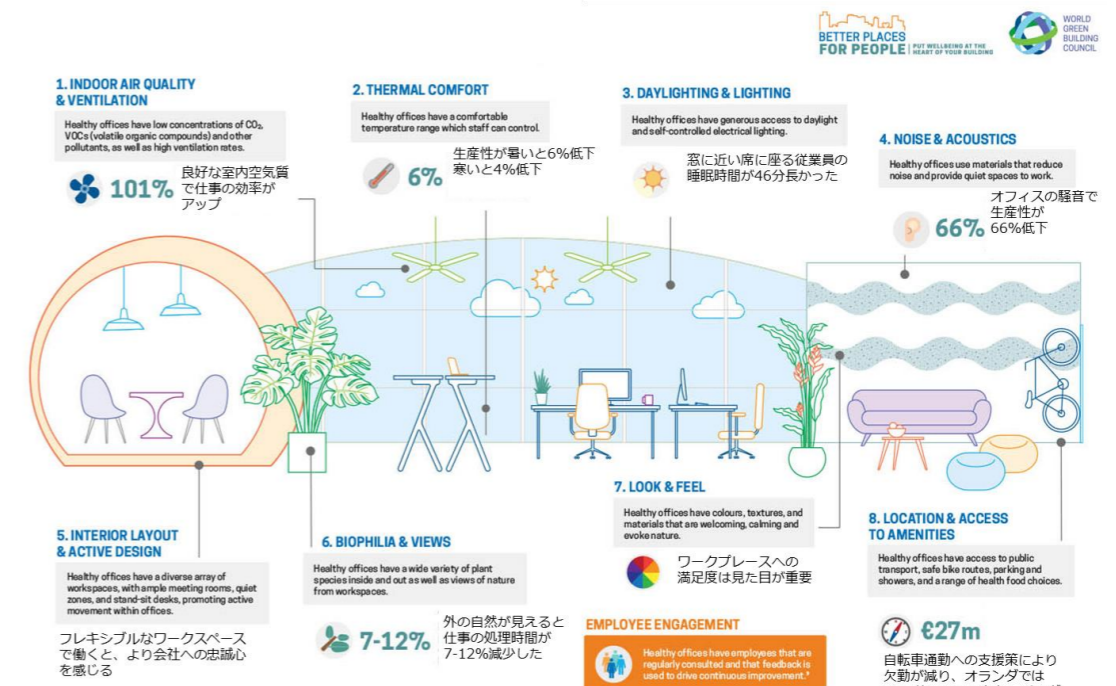 BETTER PLACES
FOR PEOPLE
PUT WELLBEING AT THE
HEART OF YOUR BUILDING
WORLD
GREEN
BUILDING
COUNCIL
1. INDOOR AIR QUALITY
& VENTILATION
Healthy offices have low concentrations of CO₂,
VOCs (volatile organic compounds) and other
pollutants, as well as high ventilation rates.
101%
良好な室内空気質
で仕事の効率が
アップ
2. THERMAL COMFORT
Healthy offices have a comfortable
temperature range which staff can control.
6%
生産性が暑いと6%低下
寒いと4%低下
3. DAYLIGHTING & LIGHTING
Healthy offices have generous access to daylight
and self-controlled electrical lighting.
窓に近い席に座る従業員の
睡眠時間が46分長かった
4. NOISE & ACOUSTICS
Healthy offices use materials that reduce
noise and provide quiet spaces to work.
66%
オフィスの騒音で
生産性が
66%低下
5. INTERIOR LAYOUT
& ACTIVE DESIGN
Healthy offices have a diverse array of
workspaces, with ample meeting rooms, quiet
zones, and stand-sit desks, promoting active
movement within offices.
フレキシブルなワークスペース
で働くと、より会社への忠誠心
を感じる
6. BIOPHILIA & VIEWS
Healthy offices have a wide variety of plant
species inside and out as well as views of nature
from workspaces.
7-12%
外の自然が見えると
仕事の処理時間が
7-12%減少した
7. LOOK & FEEL
Healthy offices have colours, textures, and
materials that are welcoming, calming and
evoke nature.
ワークプレースへの
満足度は見た目が重要
EMPLOYEE ENGAGEMENT
Healthy offices have employees that are
regularly consulted and that feedback is
used to drive continuous improvement.⁹
8. LOCATION & ACCESS
TO AMENITIES
Healthy offices have access to public
transport, safe bike routes, parking and
showers, and a range of health food choices.
€27m
自転車通勤への支援策により
欠勤が減り、オランダでは